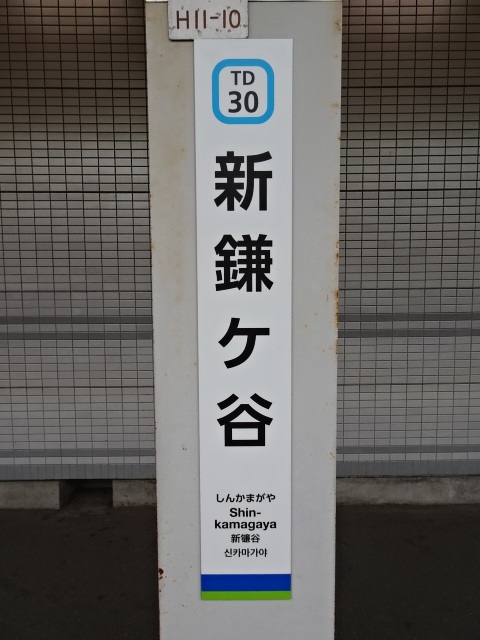 H11-10
TD
30
新鎌ケ谷
しんかまがや
Shin-
kamagaya
新镰谷
신카마가야